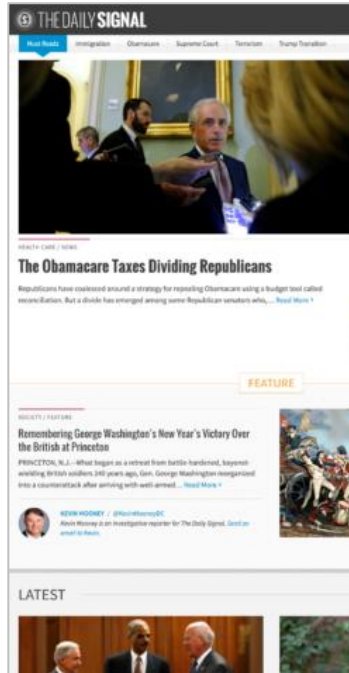 THE DAILY SIGNAL
Must Reads Immigration Obamacare Supreme Court Terrorism Trump Transition
HEALTH CARE / NEWS
The Obamacare Taxes Dividing Republicans
Republicans have coalesced around a strategy for repealing Obamacare using a budget tool called
reconciliation. But a divide has emerged among some Republican senators who, ... Read More
FEATURE
SOCIETY / FEATURE
Remembering George Washington's New Year's Victory Over
the British at Princeton
PRINCETON, N.J.—What began as a retreat from battle-hardened, bayonet-
wielding British soldiers 240 years ago, Gen. George Washington reorganized
into a counterattack after arriving with well-armed ... Read More
KEVIN MOONEY / @KevinMooneyDC
Kevin Mooney is an investigative reporter for The Daily Signal. Send an
email to Kevin.
LATEST